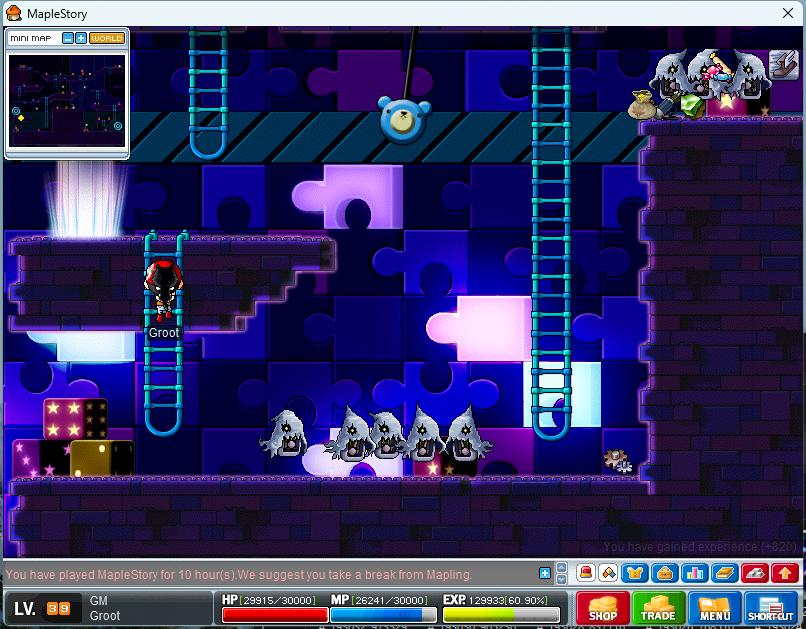 MapleStory
MINI MAP
WORLD
Groot
You have gained experience (+820)
You have played MapleStory for 10 hour(s).We suggest you take a break from Mapling.
LV. 39
GM
Groot
HP[29915/30000] MP[26241/30000] EXP 129933[60.90%]
SHOP
TRADE
MENU
SHORT CUT